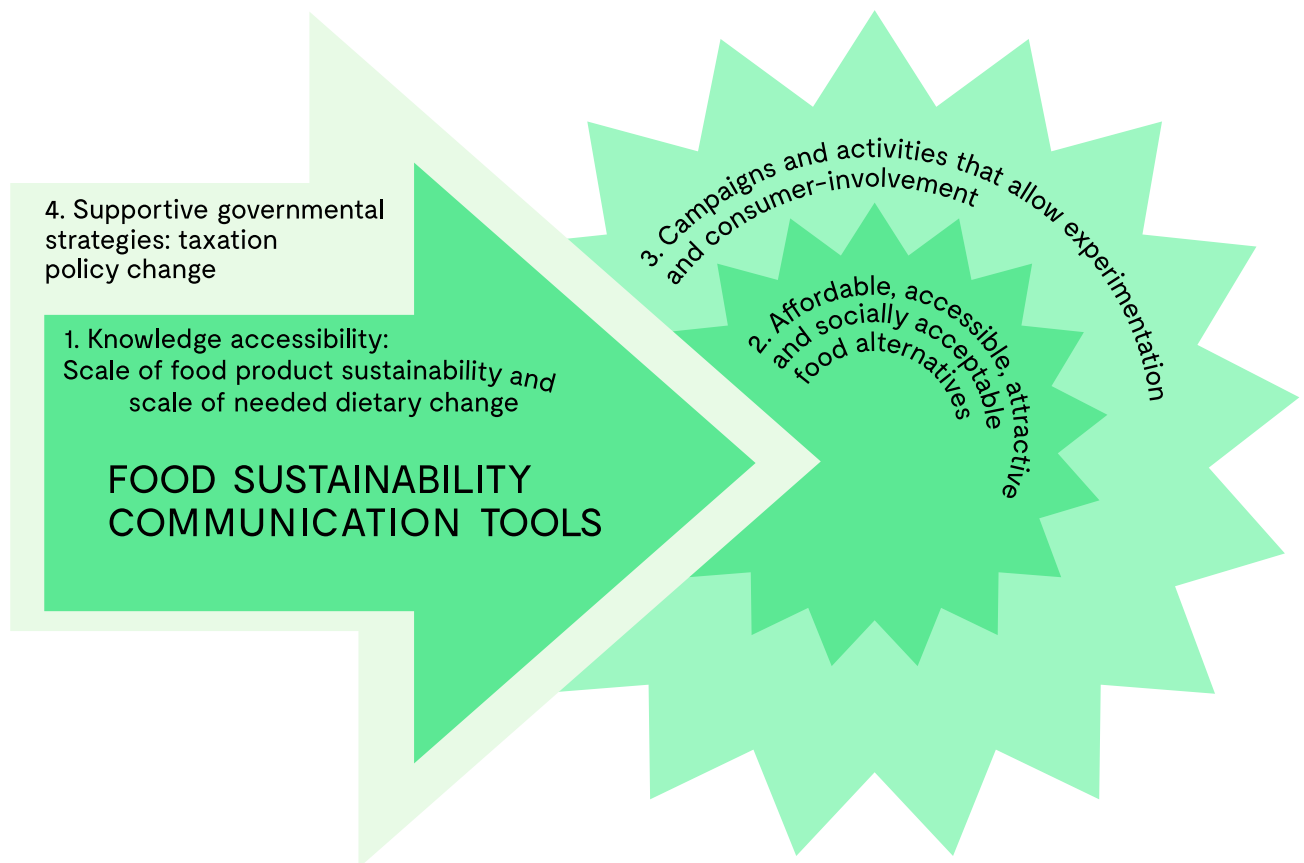 4. Supportive governmental
strategies: taxation
policy change
1. Knowledge accessibility:
Scale of food product sustainability and
scale of needed dietary change
FOOD SUSTAINABILITY
COMMUNICATION TOOLS
3. Campaigns and activities that allow experimentation
and consumer-involvement
2. Affordable, accessible, attractive
and socially acceptable
food alternatives